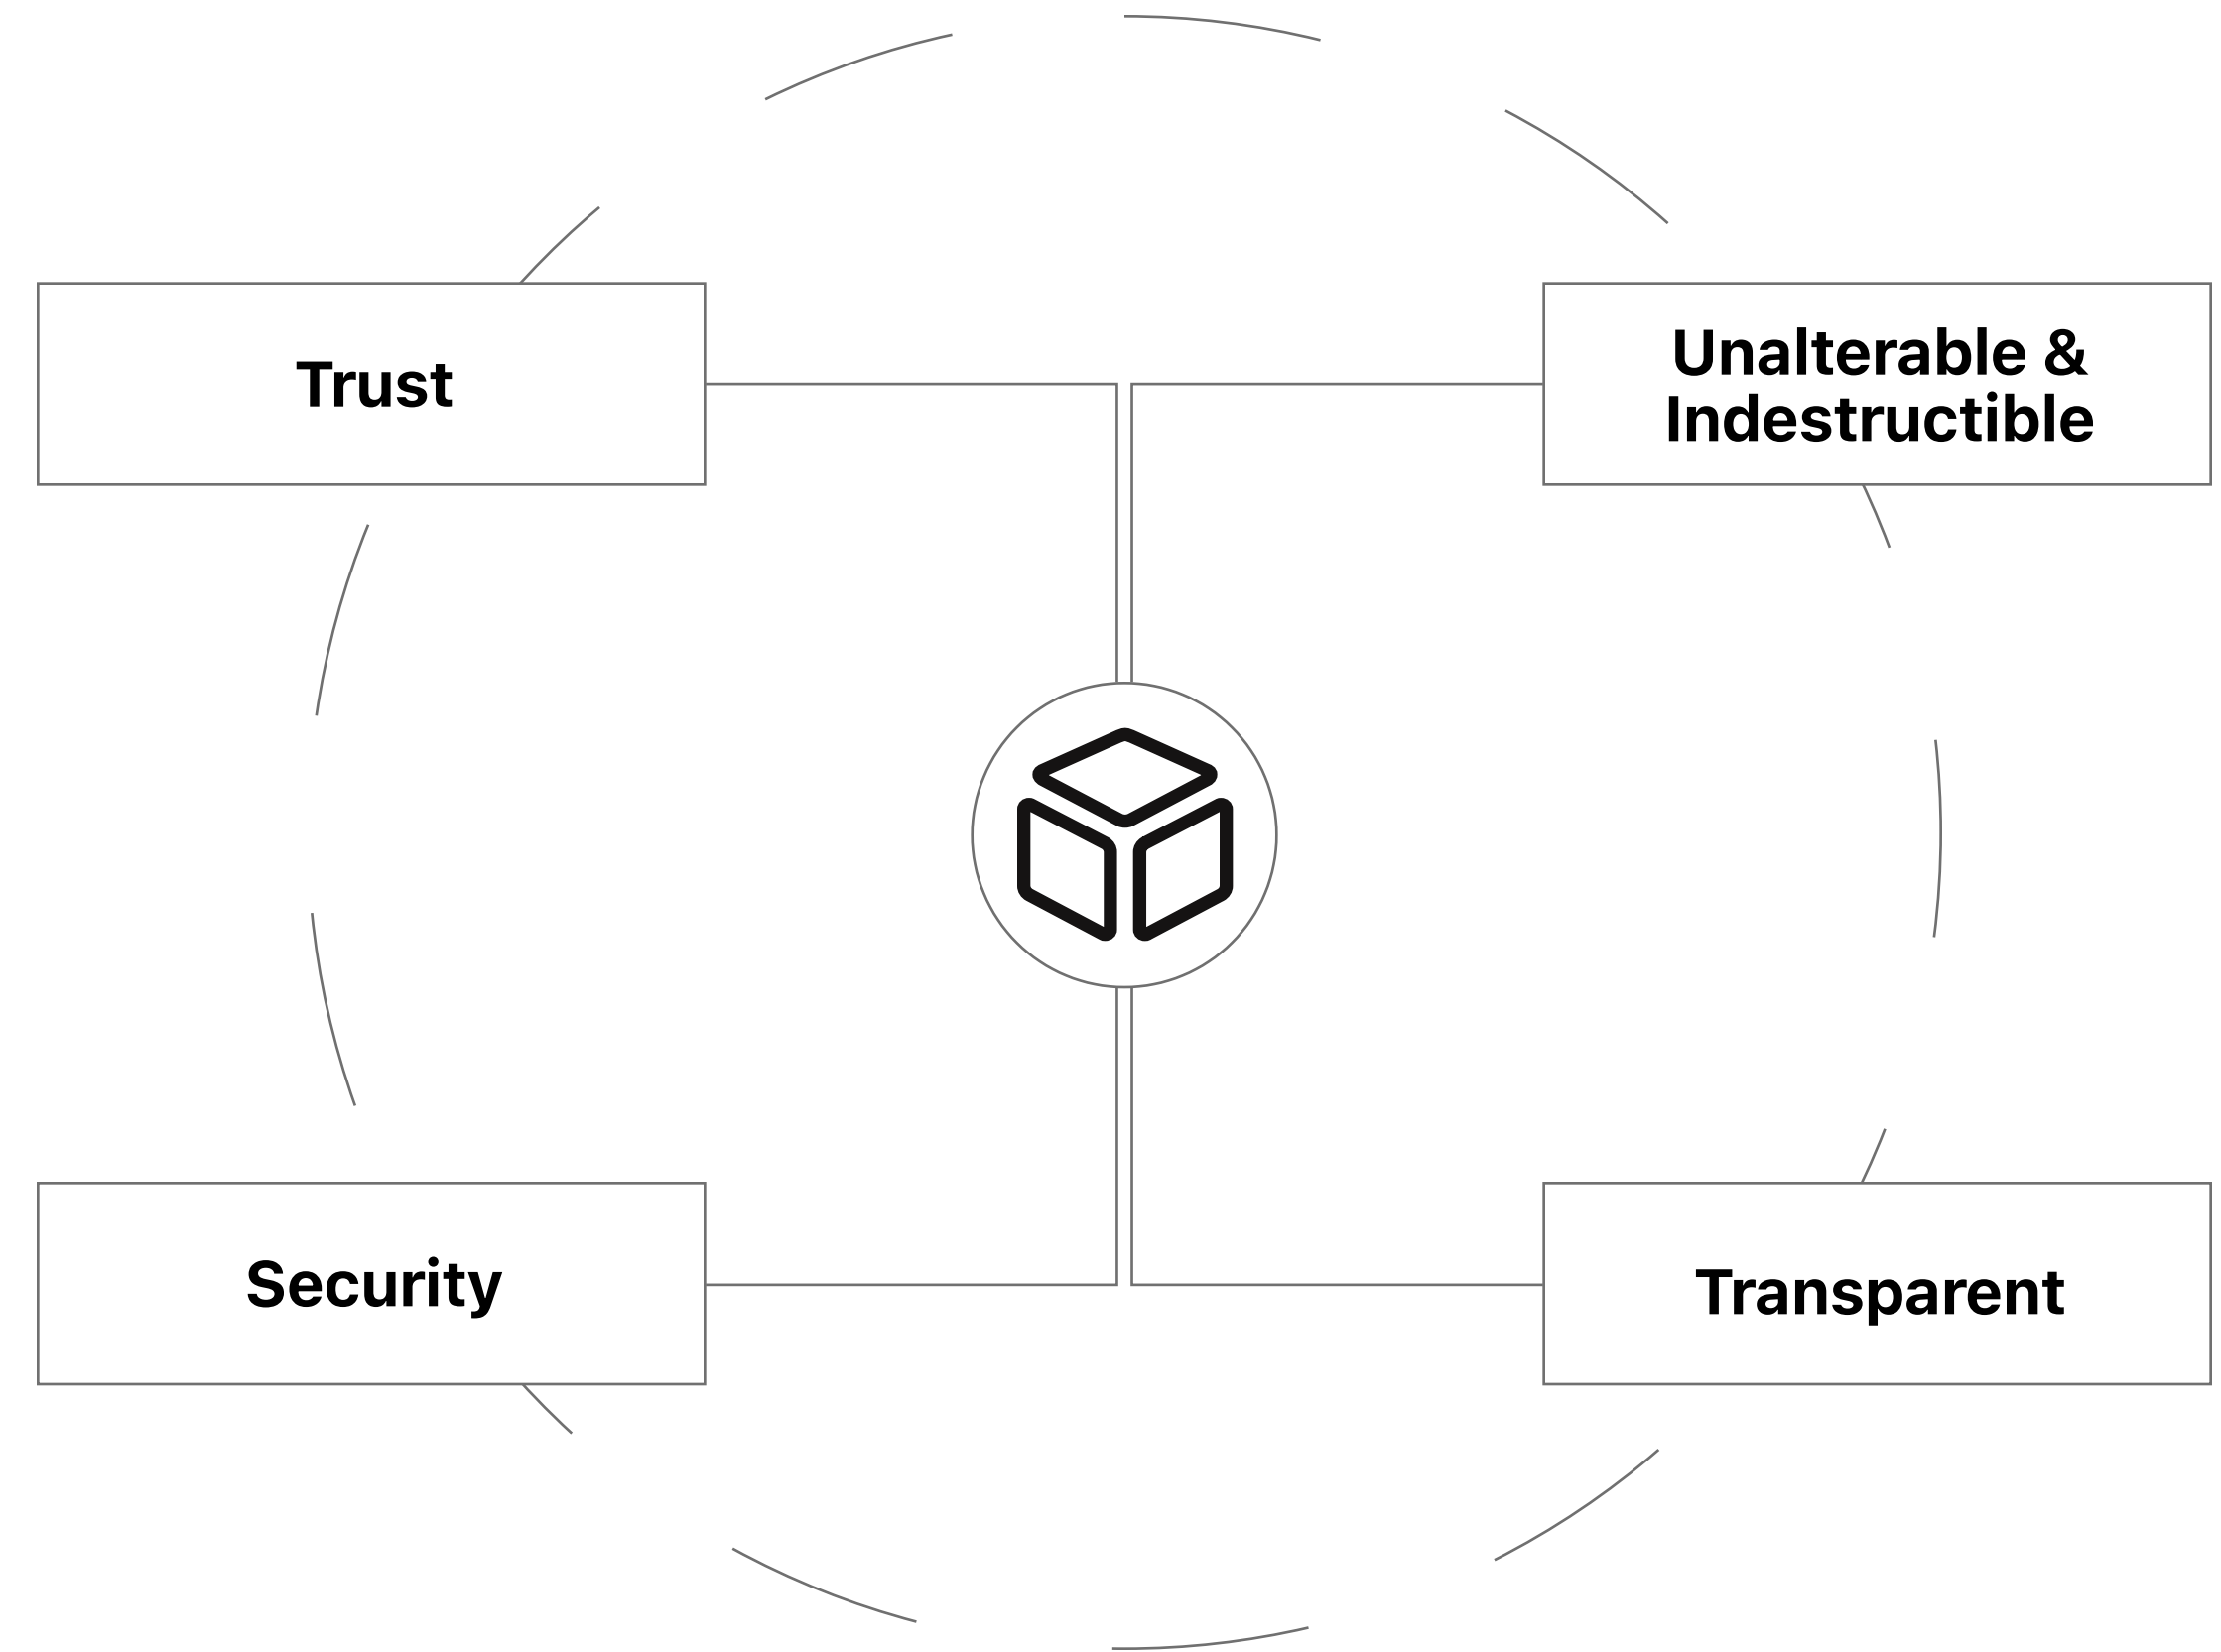 Trust
Unalterable &
Indestructible
Security
Transparent